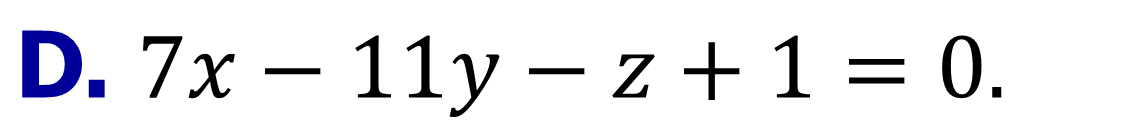 D. 7x − 11y − z + 1 = 0.